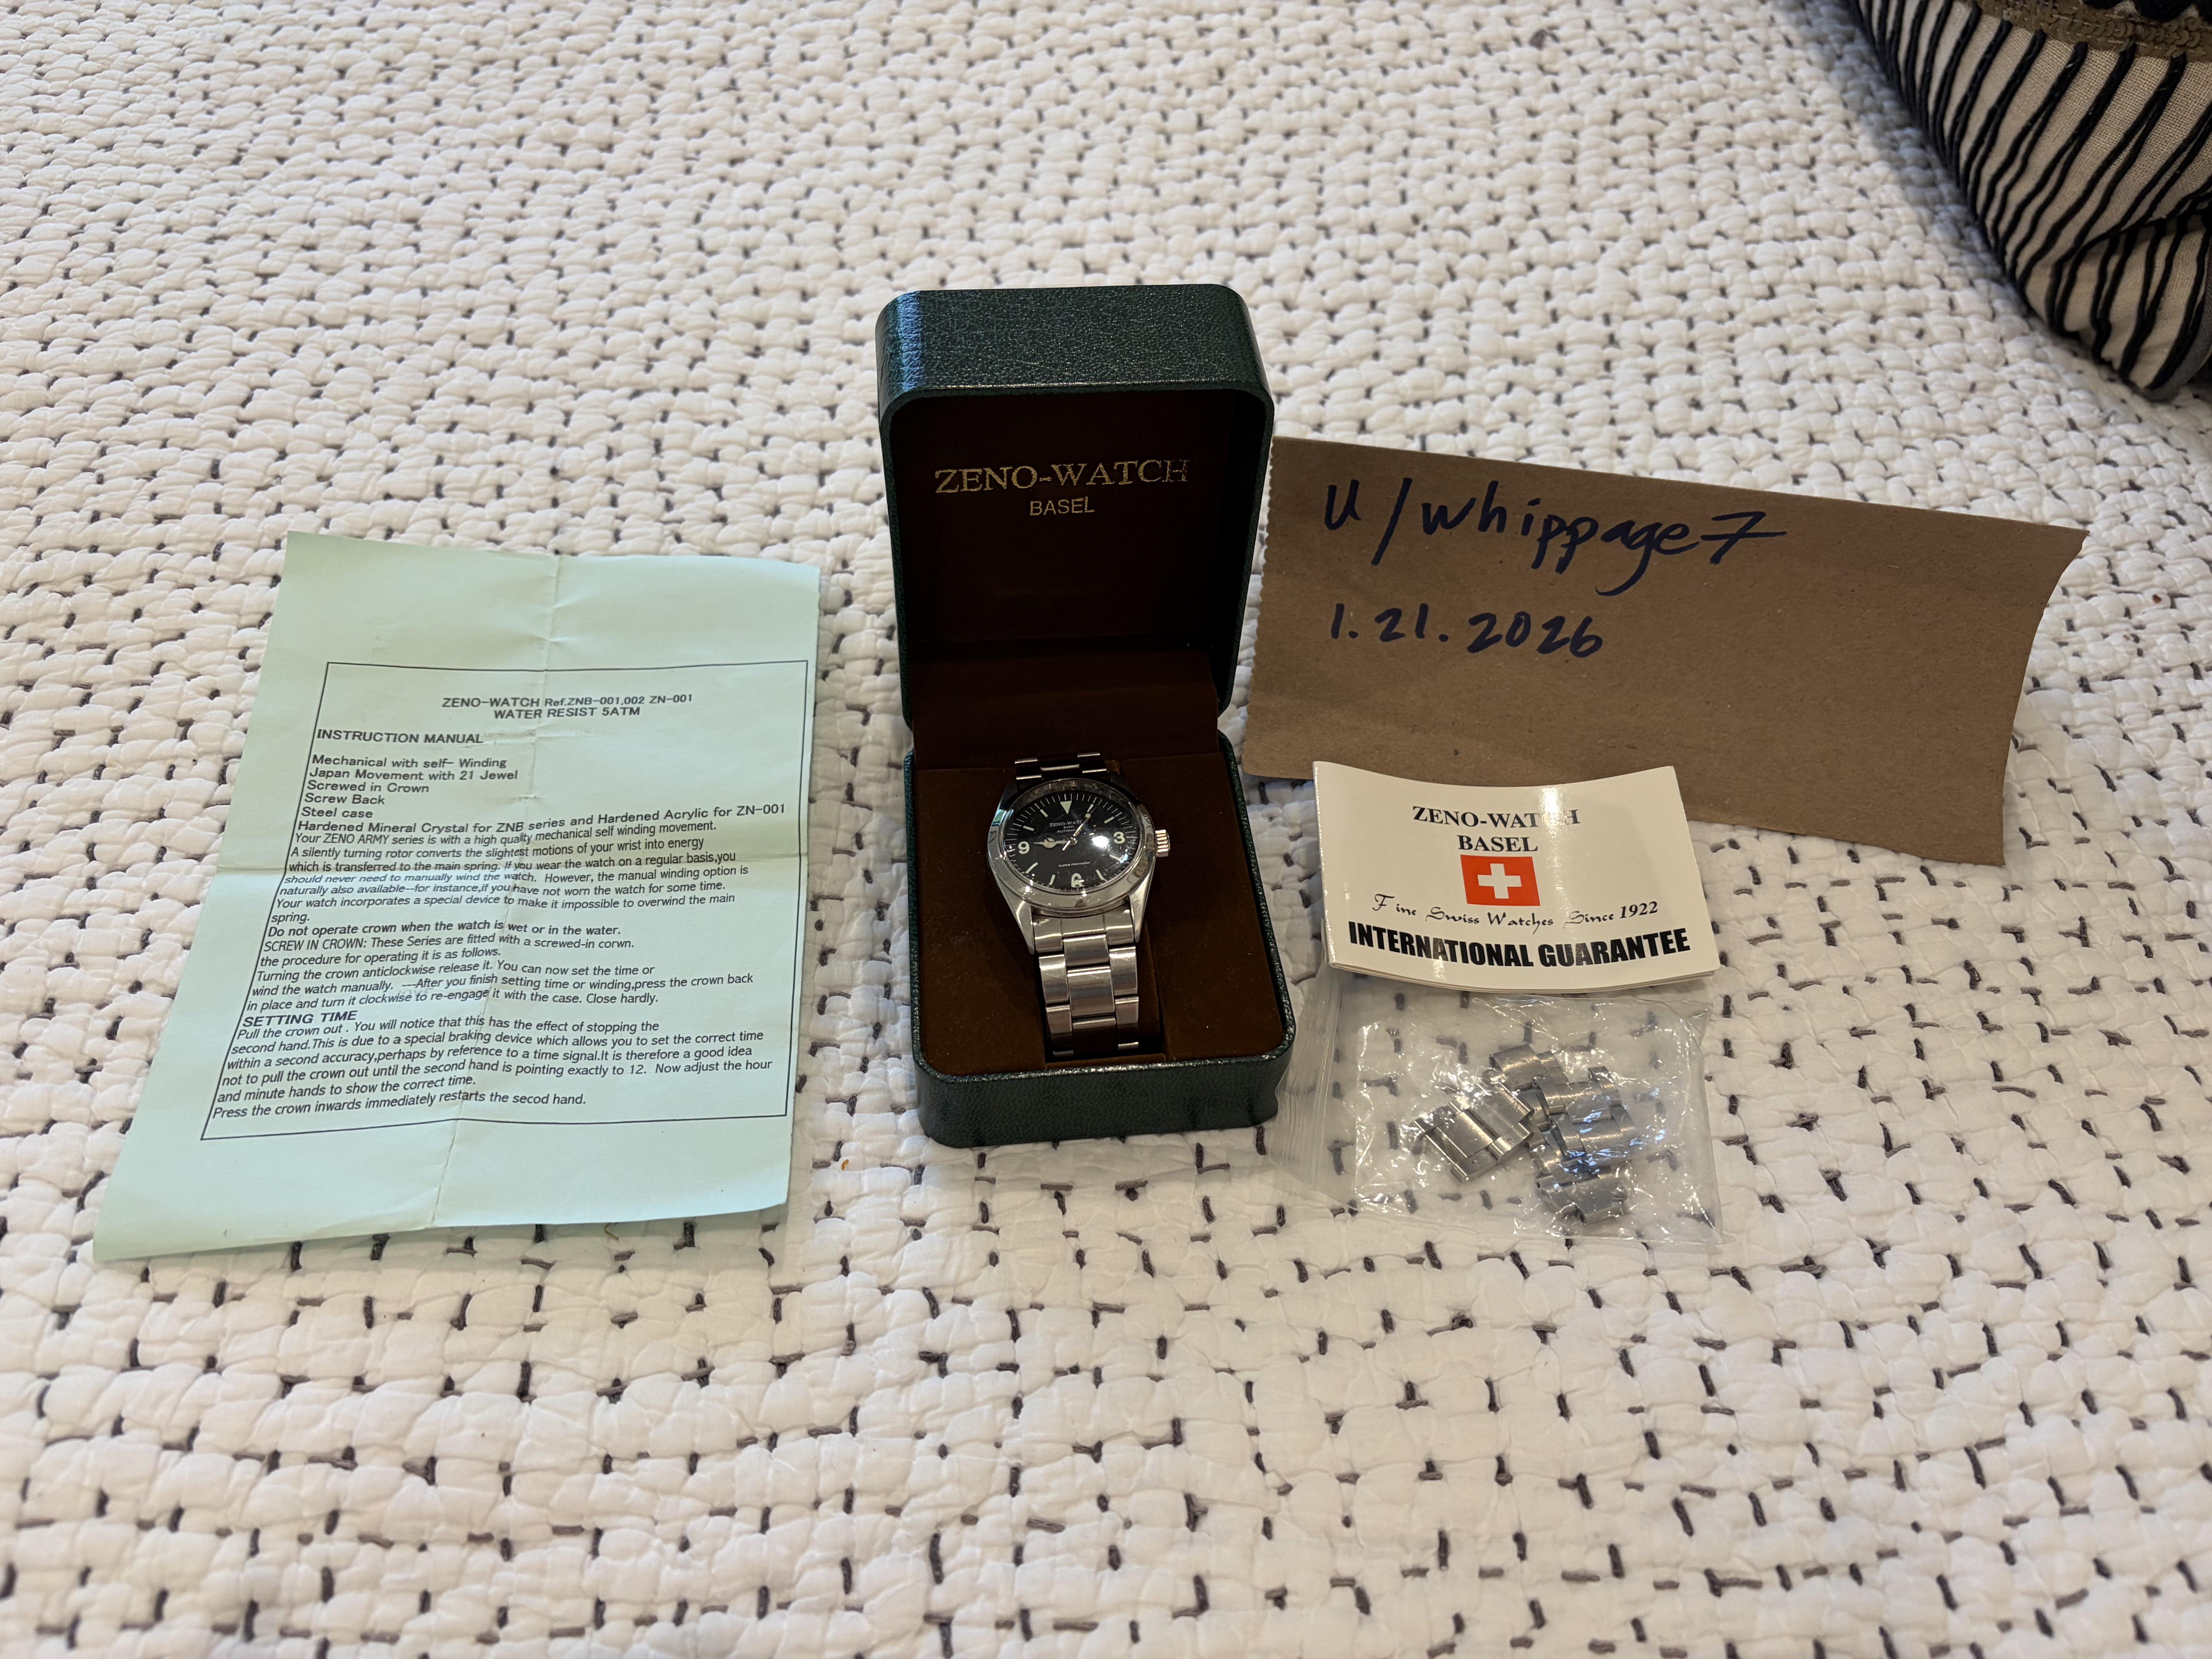 ZENO-WATCH Ref.ZNB-001,002 ZN-001
WATER RESIST 5ATM
INSTRUCTION MANUAL
Mechanical with self- Winding
Japan Movement with 21 Jewel
Screwed in Crown
Screw Back
Steel case
Hardened Mineral Crystal for ZNB series and Hardened Acrylic for ZN-001
Your ZENO ARMY series is with a high quality mechanical self winding movement.
A silently turning rotor converts the slightest motions of your wrist into energy
which is transferred to the main spring. If you wear the watch on a regular basis,you
should never need to manually wind the watch. However, the manual winding option is
naturally also available--for instance,if you have not worn the watch for some time.
Your watch incorporates a special device to make it impossible to overwind the main
spring.
Do not operate crown when the watch is wet or in the water.
SCREW IN CROWN: These Series are fitted with a screwed-in corwn.
the procedure for operating it is as follows.
Turning the crown anticlockwise release it. You can now set the time or
wind the watch manually. ---After you finish setting time or winding,press the crown back
in place and turn it clockwise to re-engage it with the case. Close hardly.
SETTING TIME
Pull the crown out . You will notice that this has the effect of stopping the
second hand.This is due to a special braking device which allows you to set the correct time
within a second accuracy,perhaps by reference to a time signal.It is therefore a good idea
not to pull the crown out until the second hand is pointing exactly to 12. Now adjust the hour
and minute hands to show the correct time.
Press the crown inwards immediately restarts the secod hand.
ZENO-WATCH
BASEL
ZENO-WATCH
9 3
6
u/whippage7
1.21.2026
ZENO-WATCH
BASEL
Fine Swiss Watches Since 1922
INTERNATIONAL GUARANTEE